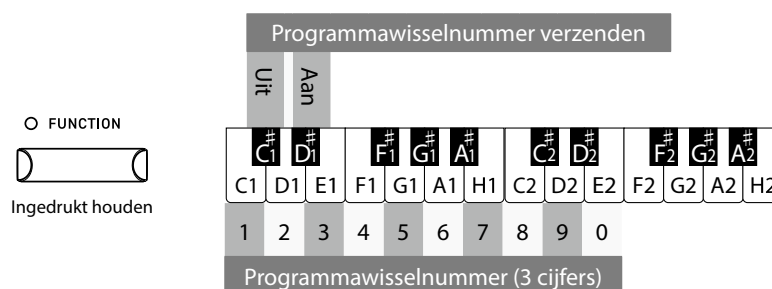 Programmawisselnummer verzenden
Uit Aan
FUNCTION
C#1 D#1 F#1 G#1 A#1 C#2 D#2 F#2 G#2 A#2
C1 D1 E1 F1 G1 A1 H1 C2 D2 E2 F2 G2 A2 H2
Ingedrukt houden
1 2 3 4 5 6 7 8 9 0
Programmawisselnummer (3 cijfers)